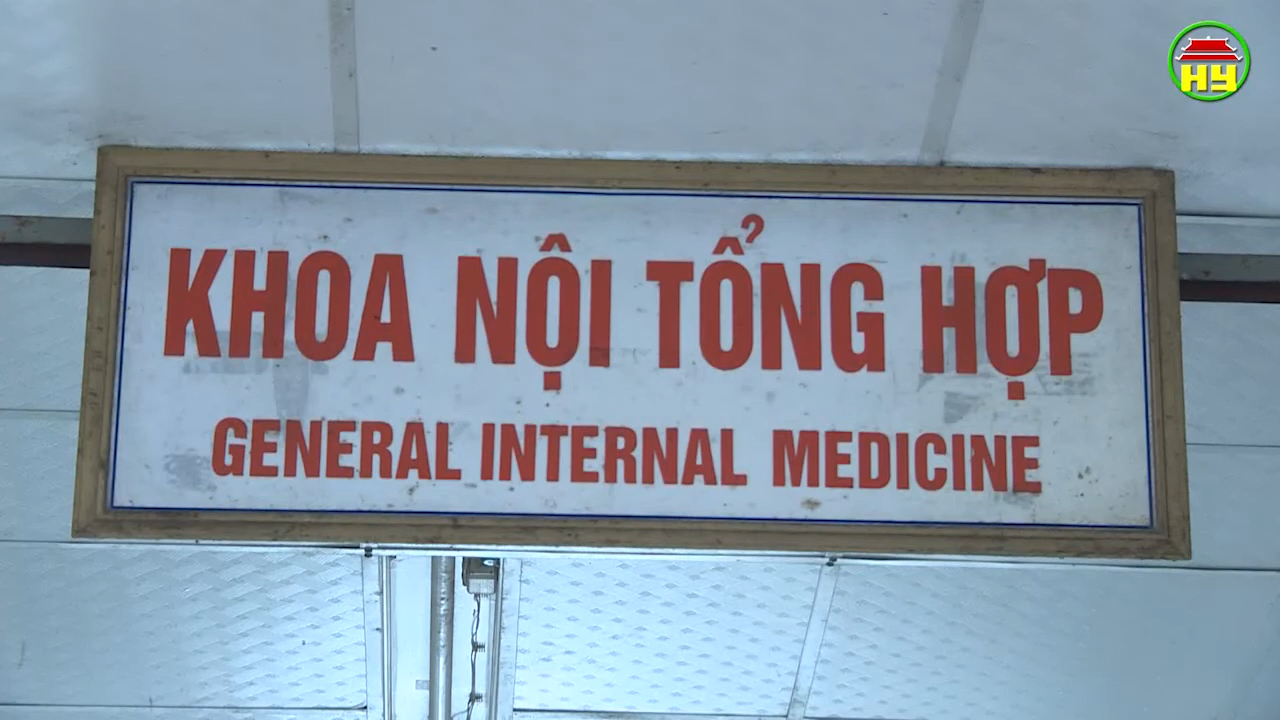 HY
KHOA NỘI TỔNG HỢP
GENERAL INTERNAL MEDICINE